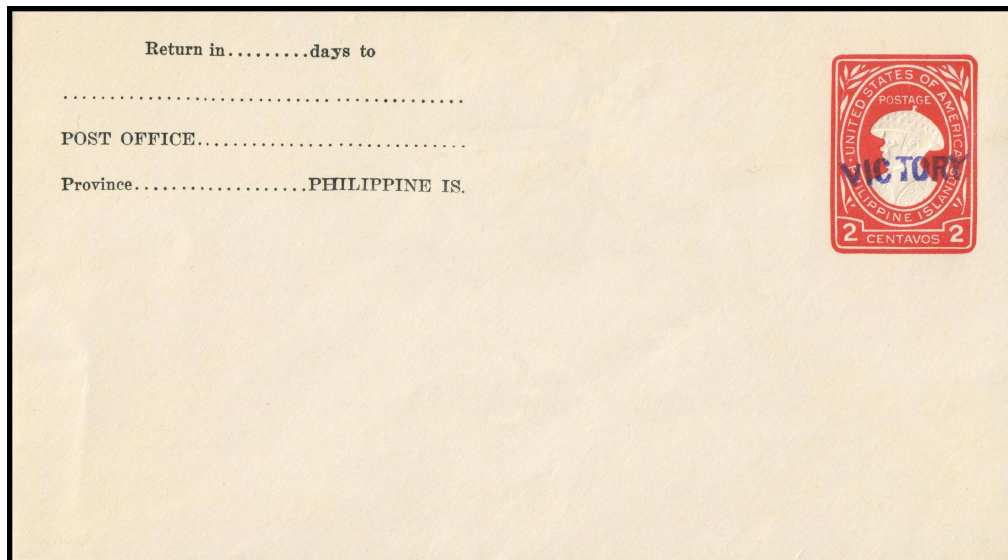 Return in.........days to
POST OFFICE
Province....................PHILIPPINE IS.
UNITED STATES OF AMERICA
POSTAGE
VICTORY
PHILIPPINE ISLANDS
2 CENTAVOS 2